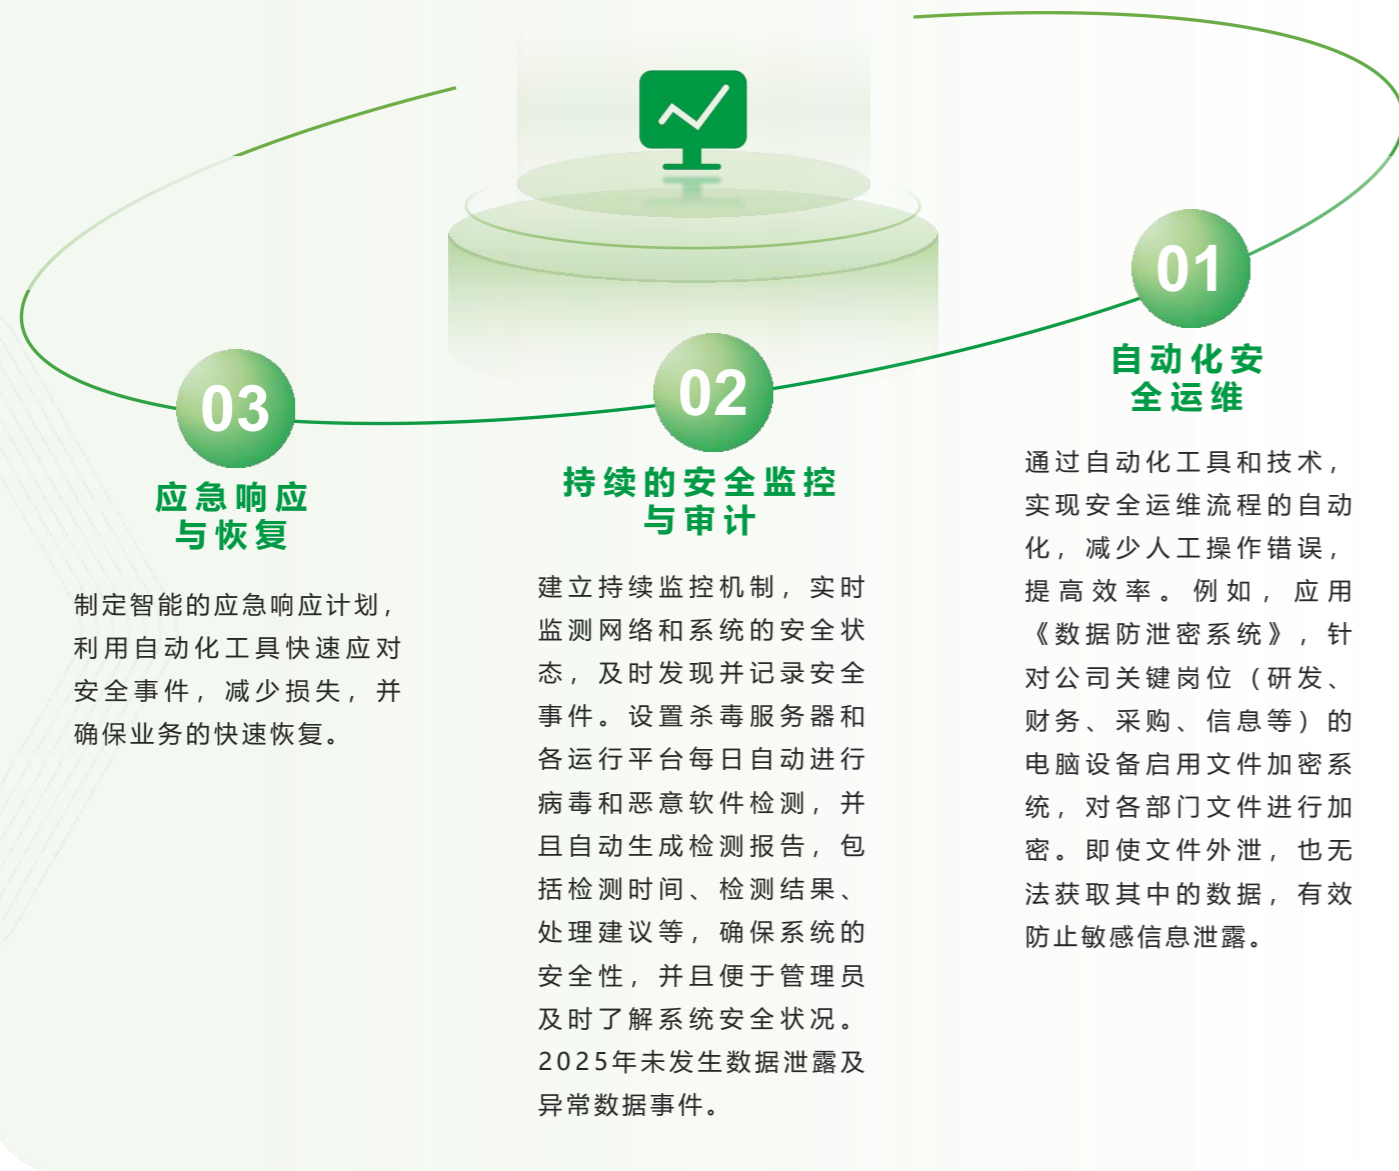 01
自动化安
全运维
通过自动化工具和技术，
实现安全运维流程的自动
化，减少人工操作错误，
提高效率。例如，应用
《数据防泄密系统》，针
对公司关键岗位（研发、
财务、采购、信息等）的
电脑设备启用文件加密系
统，对各部门文件进行加
密。即使文件外泄，也无
法获取其中的数据，有效
防止敏感信息泄露。
02
持续的安全监控
与审计
建立持续监控机制，实时
监测网络和系统的安全状
态，及时发现并记录安全
事件。设置杀毒服务器和
各运行平台每日自动进行
病毒和恶意软件检测，并
且自动生成检测报告，包
括检测时间、检测结果、
处理建议等，确保系统的
安全性，并且便于管理员
及时了解系统安全状况。
2025年未发生数据泄露及
异常数据事件。
03
应急响应
与恢复
制定智能的应急响应计划，
利用自动化工具快速应对
安全事件，减少损失，并
确保业务的快速恢复。